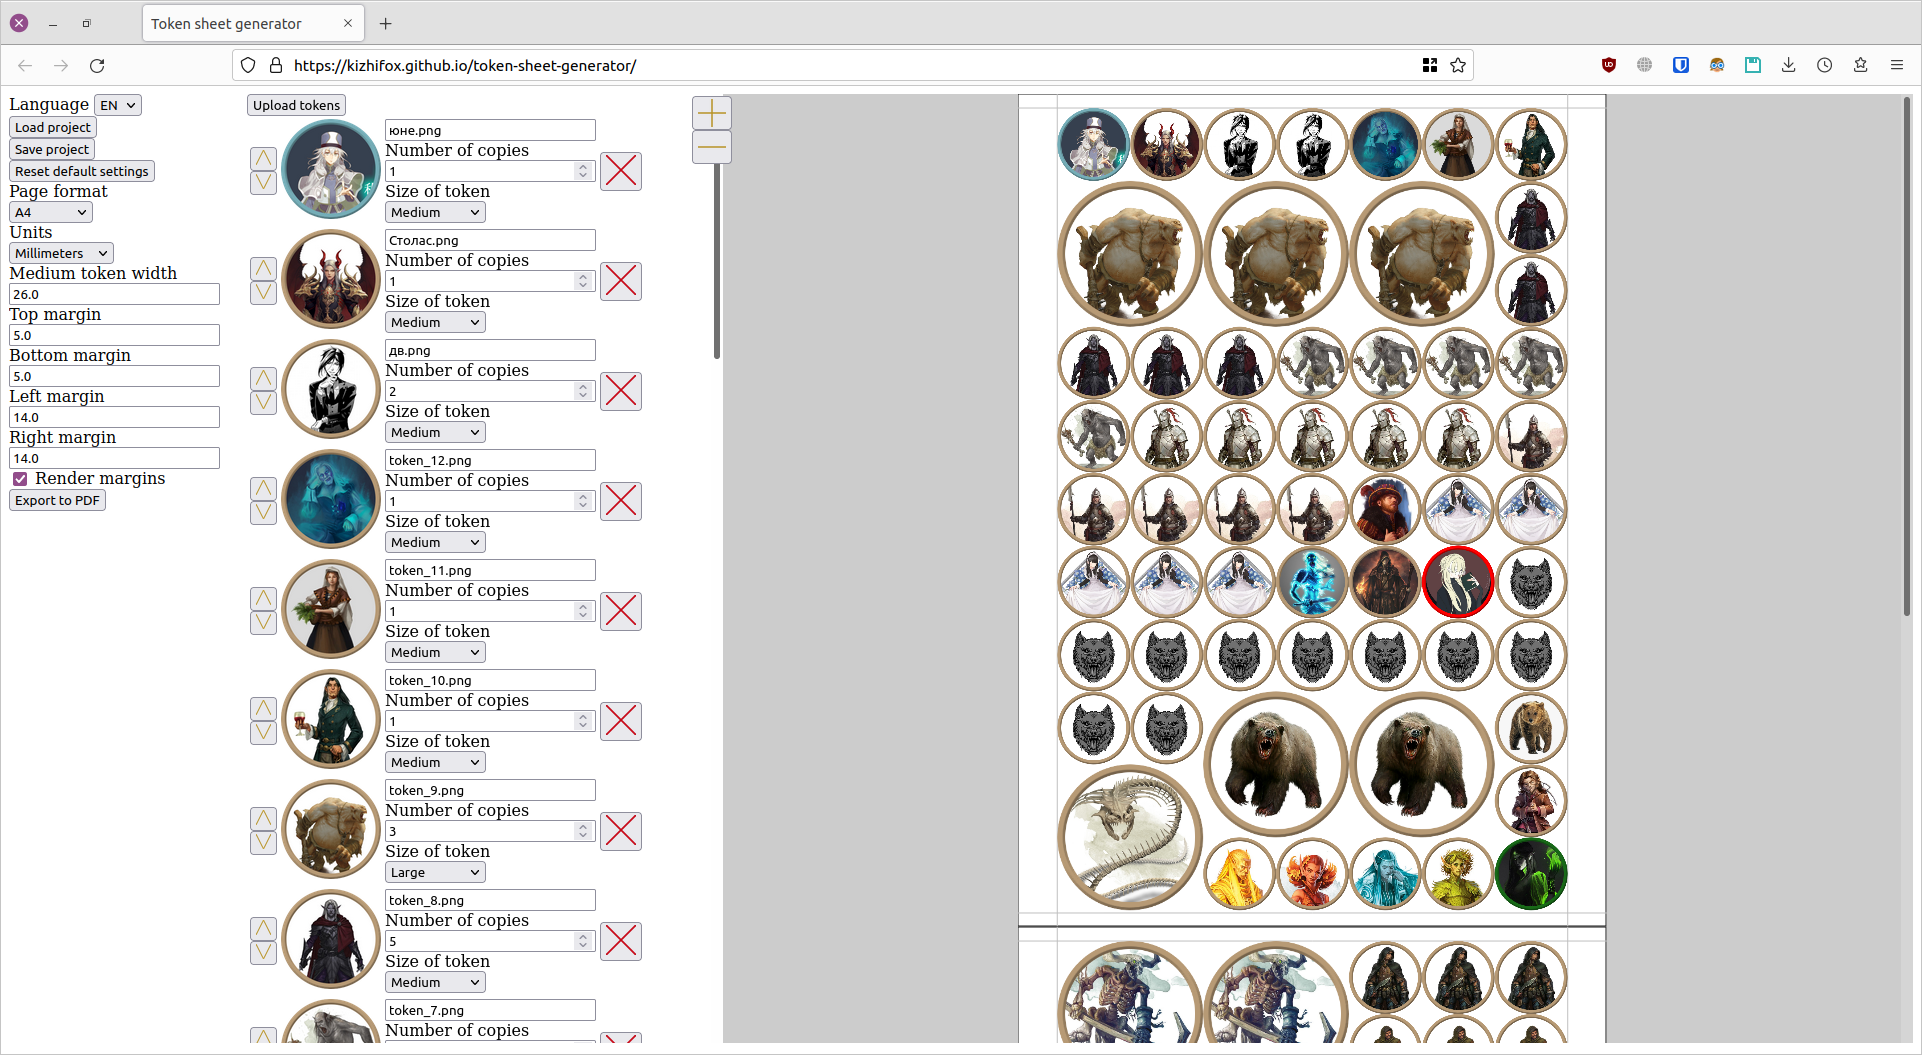 Token sheet generator
https://kizhifox.github.io/token-sheet-generator/
Language EN
Load project
Save project
Reset default settings
Page format
A4
Units
Millimeters
Medium token width
26.0
Top margin
5.0
Bottom margin
5.0
Left margin
14.0
Right margin
14.0
Render margins
Export to PDF
Upload tokens
юне.png
Number of copies
1
Size of token
Medium
Столас.png
Number of copies
1
Size of token
Medium
дв.png
Number of copies
2
Size of token
Medium
token_12.png
Number of copies
1
Size of token
Medium
token_11.png
Number of copies
1
Size of token
Medium
token_10.png
Number of copies
1
Size of token
Medium
token_9.png
Number of copies
3
Size of token
Large
token_8.png
Number of copies
5
Size of token
Medium
token_7.png
Number of copies